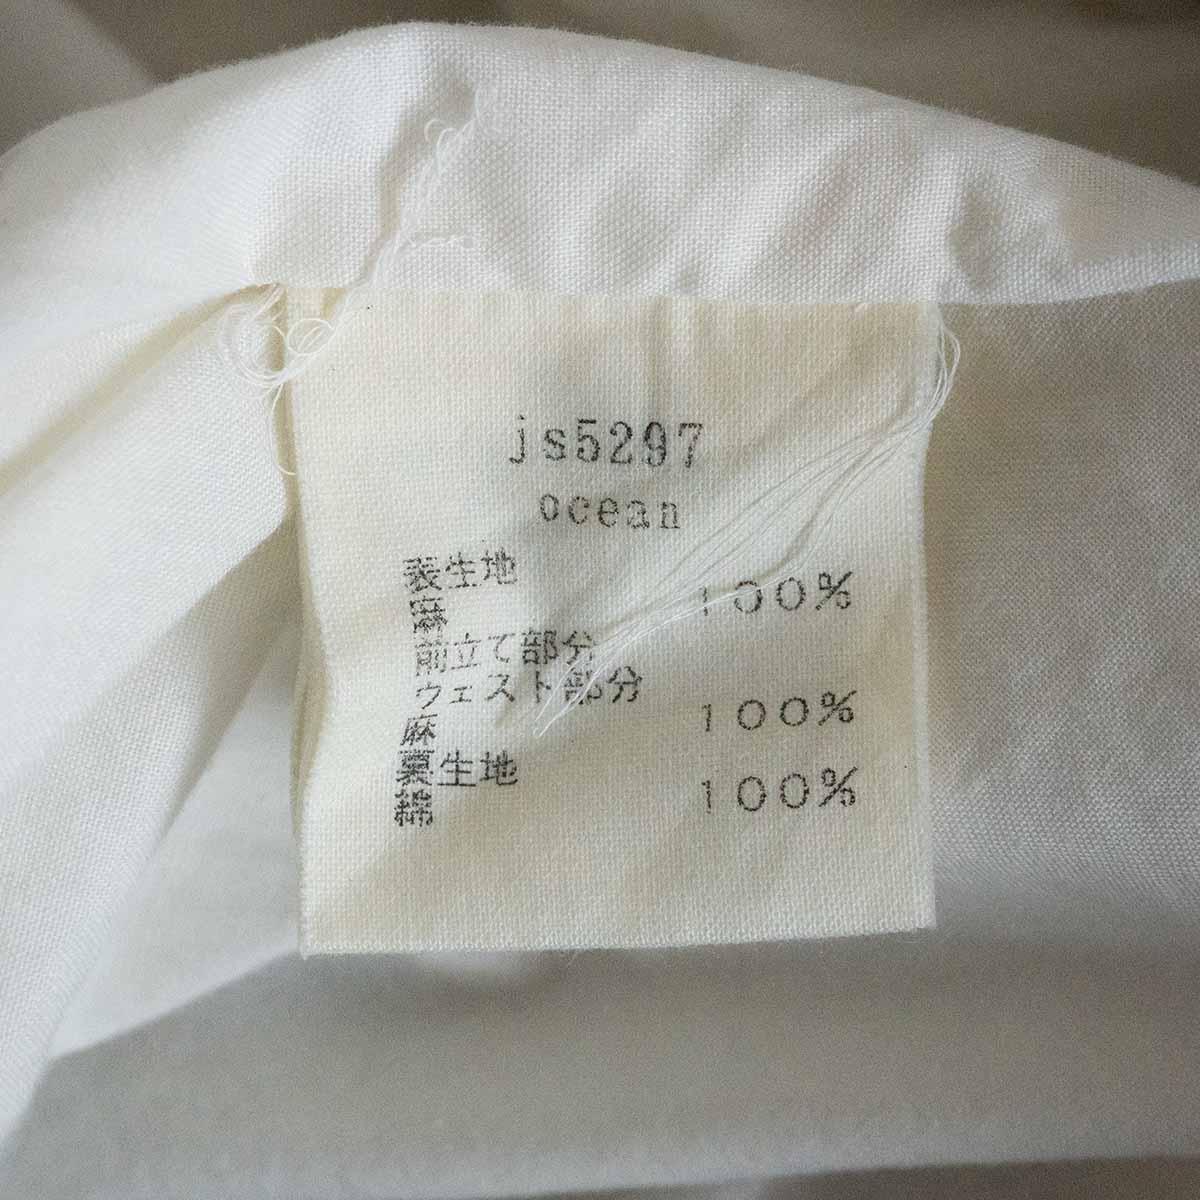 js5297
ocean
表生地
麻 100%
前立て部分
ウェスト部分
麻 100%
裏生地
綿 100%